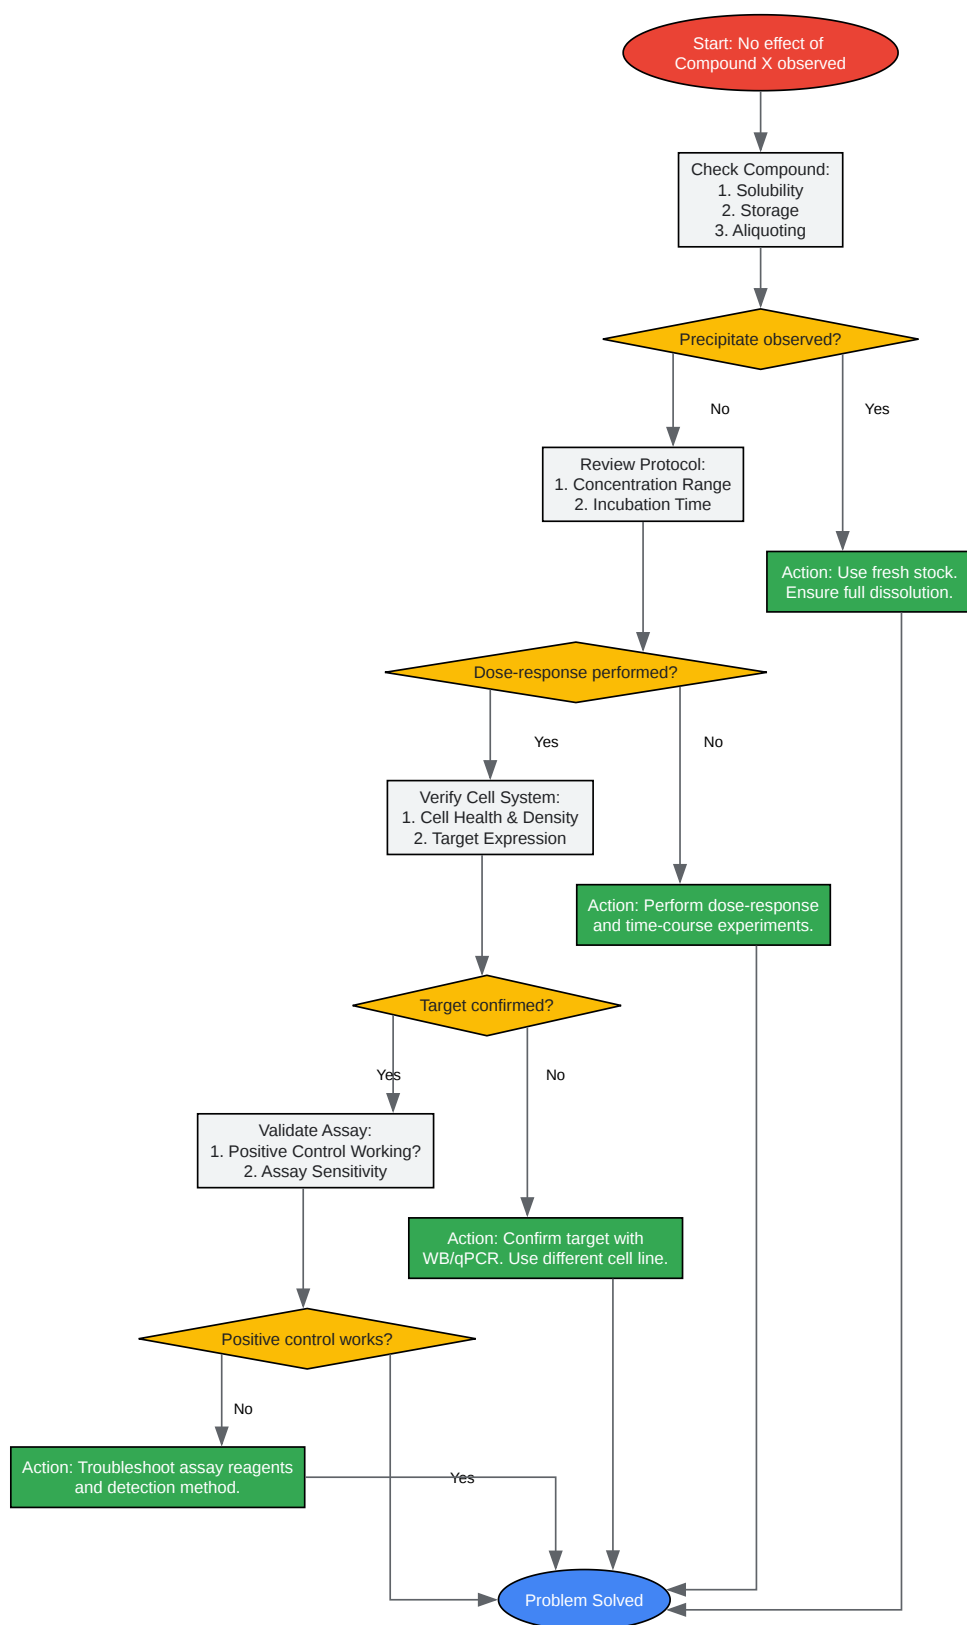 Start: No effect of
Compound X observed
Check Compound:
1. Solubility
2. Storage
3. Aliquoting
Precipitate observed?
No
Yes
Review Protocol:
1. Concentration Range
2. Incubation Time
Action: Use fresh stock.
Ensure full dissolution.
Dose-response performed?
Yes
No
Verify Cell System:
1. Cell Health & Density
2. Target Expression
Action: Perform dose-response
and time-course experiments.
Target confirmed?
Yes
No
Validate Assay:
1. Positive Control Working?
2. Assay Sensitivity
Action: Confirm target with
WB/qPCR. Use different cell line.
Positive control works?
No
Action: Troubleshoot assay reagents
and detection method.
Yes
Problem Solved